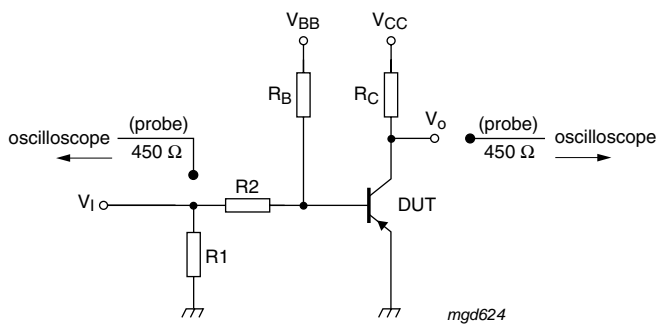 VBB
VCC
RB
RC
Vo
(probe)
450 Ω
oscilloscope
(probe)
450 Ω
oscilloscope
R2
VI
DUT
R1
mgd624